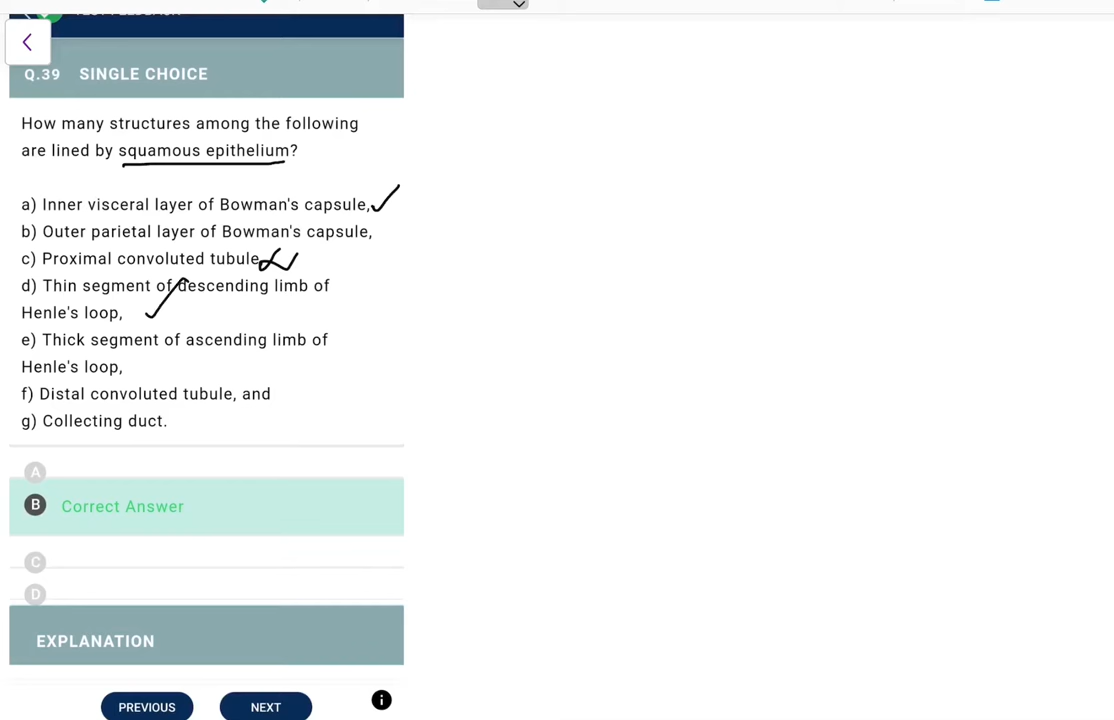 Q.39 SINGLE CHOICE
How many structures among the following
are lined by squamous epithelium?
a) Inner visceral layer of Bowman's capsule,
b) Outer parietal layer of Bowman's capsule,
c) Proximal convoluted tubule
d) Thin segment of descending limb of
Henle's loop,
e) Thick segment of ascending limb of
Henle's loop,
f) Distal convoluted tubule, and
g) Collecting duct.
A
B Correct Answer
C
D
EXPLANATION
PREVIOUS NEXT i